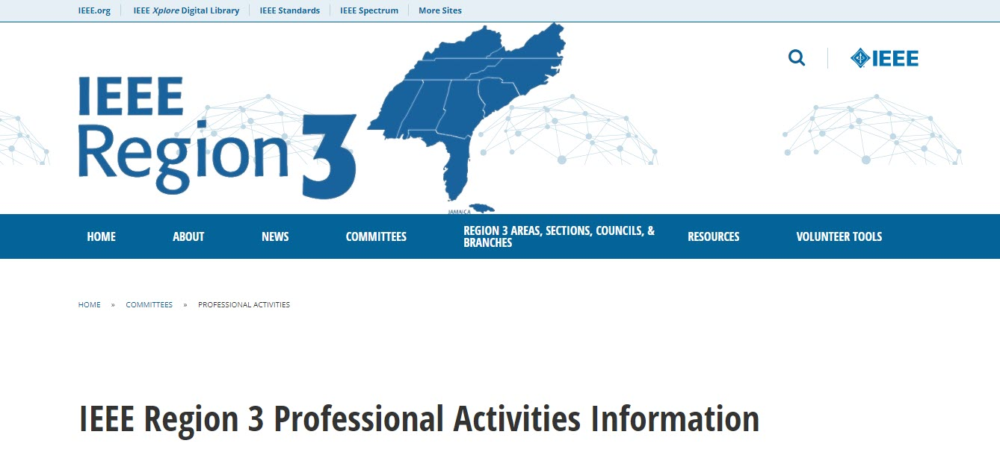 IEEE.org
IEEE Xplore Digital Library
IEEE Standards
IEEE Spectrum
More Sites
IEEE
Region 3
JAMAICA
IEEE
HOME
ABOUT
NEWS
COMMITTEES
REGION 3 AREAS, SECTIONS, COUNCILS, &
BRANCHES
RESOURCES
VOLUNTEER TOOLS
HOME » COMMITTEES » PROFESSIONAL ACTIVITIES
IEEE Region 3 Professional Activities Information